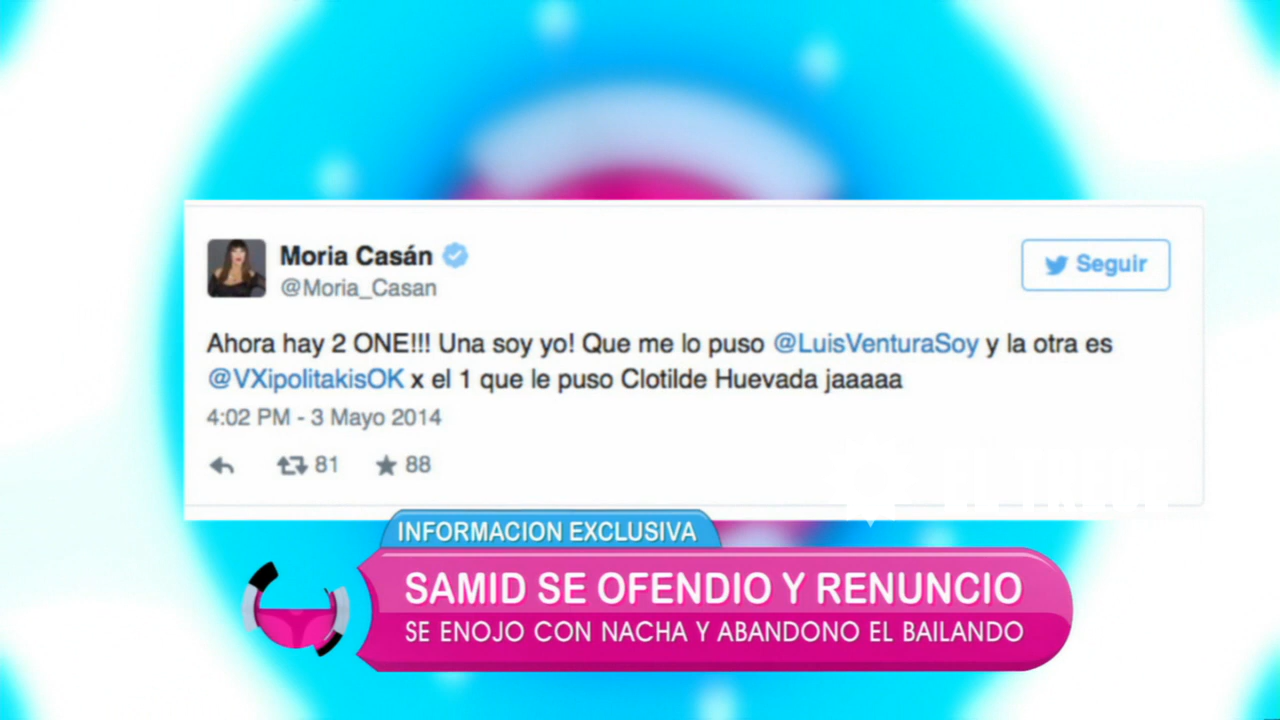 Moria Casán
@Moria_Casan
Seguir
Ahora hay 2 ONE!!! Una soy yo! Que me lo puso @LuisVenturaSoy y la otra es
@VXipolitakisOK x el 1 que le puso Clotilde Huevada jaaaaa
4:02 PM - 3 Mayo 2014
81 88
INFORMACION EXCLUSIVA
SAMID SE OFENDIO Y RENUNCIO
SE ENOJO CON NACHA Y ABANDONO EL BAILANDO